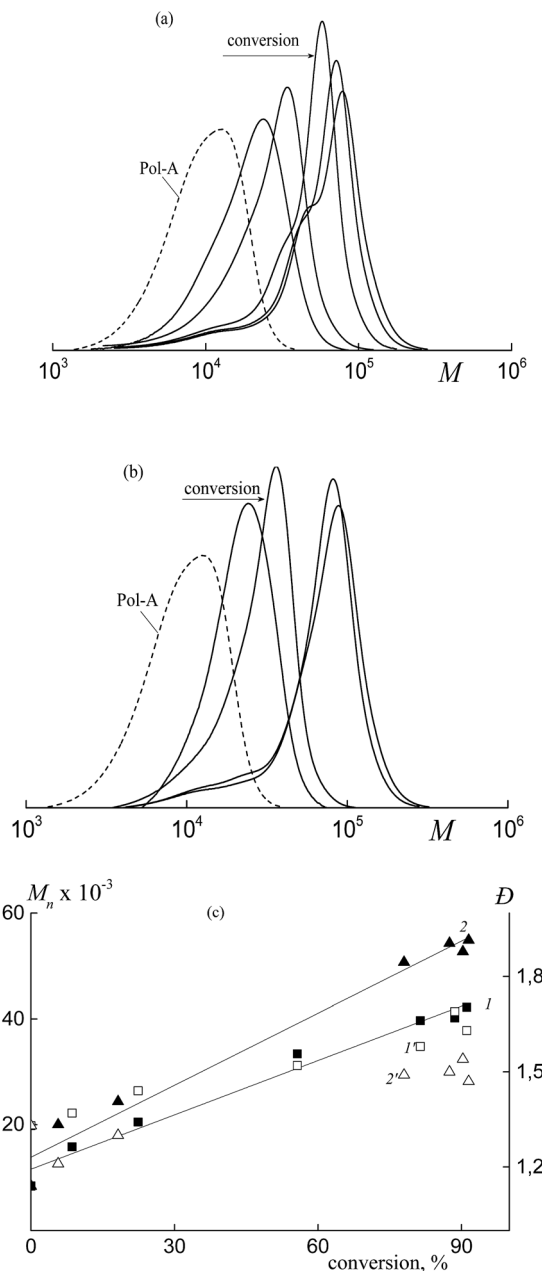 (a)
conversion
Pol-A
10³ 10⁴ 10⁵ M 10⁶
(b)
conversion
Pol-A
10³ 10⁴ 10⁵ M 10⁶
Mₙ x 10⁻³ (c) Đ
60
2
1,8
40
1
1'
2' 1,5
20
1,2
0 30 60 90
conversion, %